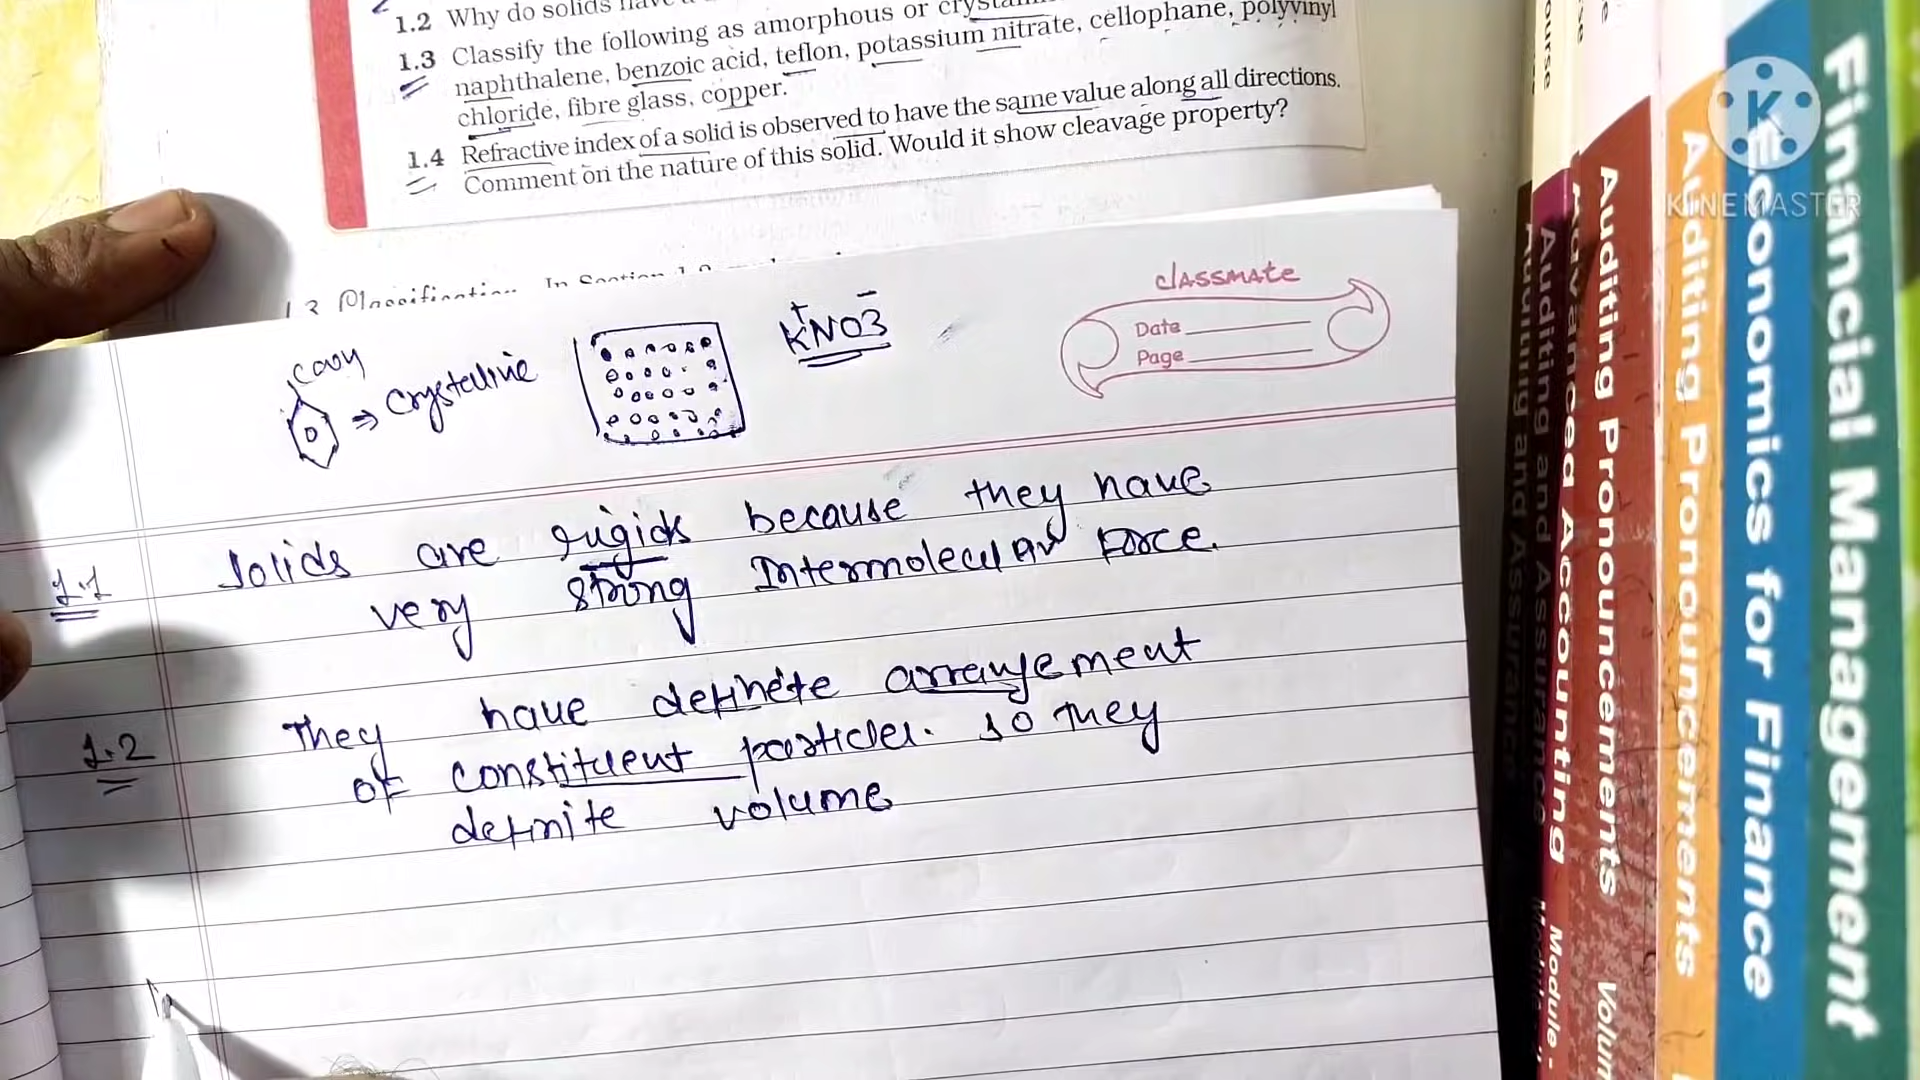 1.2 Why do solids have a
1.3 Classify the following as amorphous or
naphthalene, benzoic acid, teflon, potassium nitrate, cellophane, polyvinyl
chloride, fibre glass, copper.
1.4 Refractive index of a solid is observed to have the same value along all directions.
Comment on the nature of this solid. Would it show cleavage property?
classmate
Date
Page
K+NO3-
⇒ crystelline
1.1 solids are rigids because they have
very strong Intermolecular Force.
1.2 They have definete arrangement
of constituent particles. so they
definite volume
K
KINEMASTER
Financial Management
Economics for Finance
Auditing Pronouncements
Auditing Pronouncements
Advanced Accounting
Auditing and Assurance
Auditing and Assurance
Module